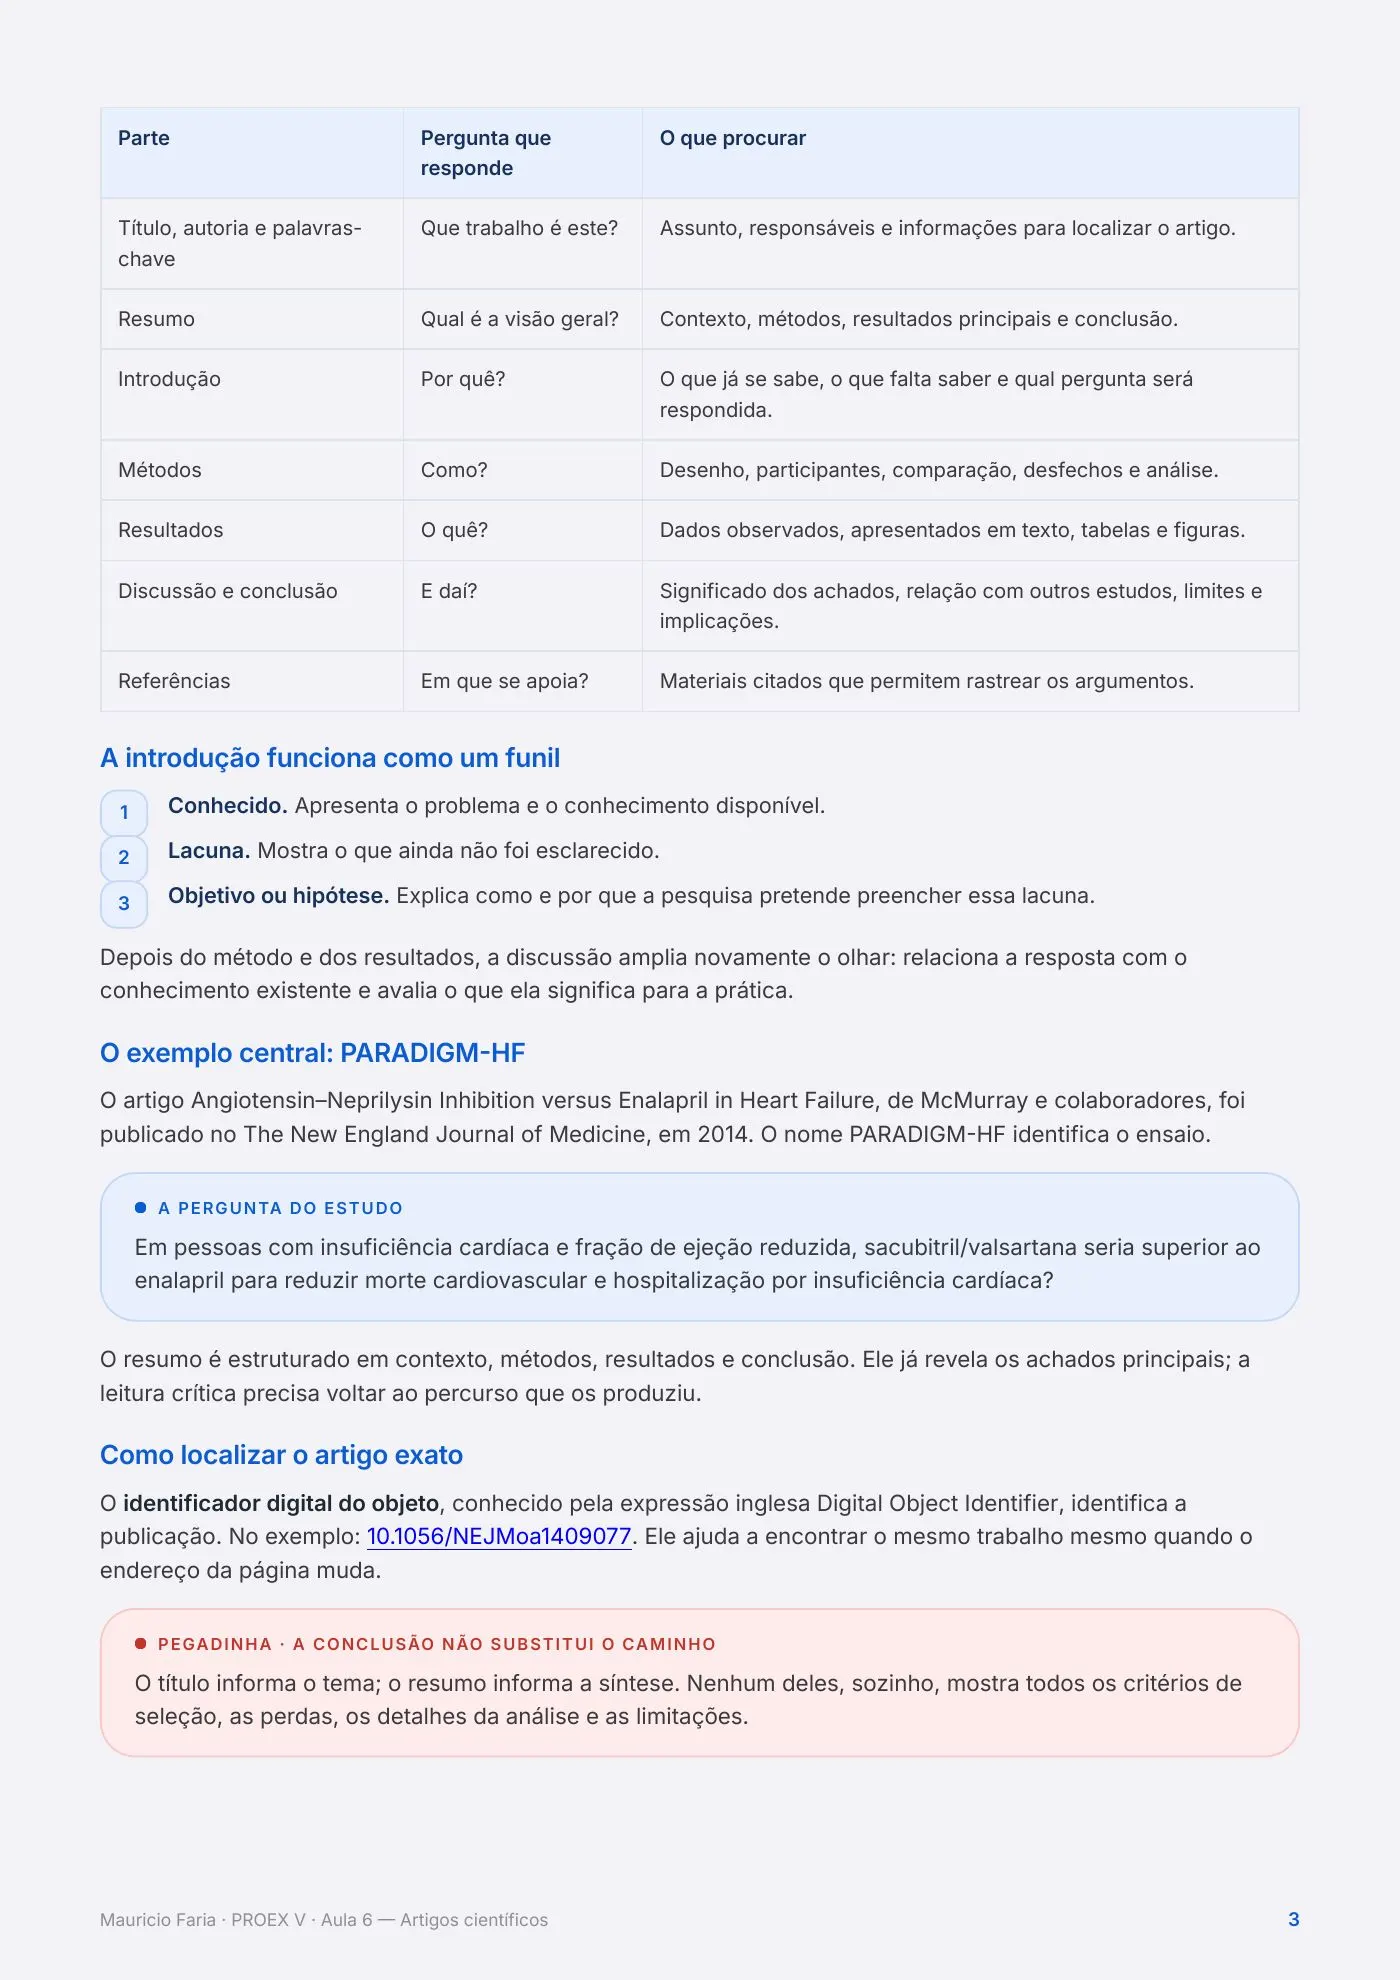 Parte
Pergunta que
responde
O que procurar
Título, autoria e palavras-
chave
Que trabalho é este?
Assunto, responsáveis e informações para localizar o artigo.
Resumo
Qual é a visão geral?
Contexto, métodos, resultados principais e conclusão.
Introdução
Por quê?
O que já se sabe, o que falta saber e qual pergunta será
respondida.
Métodos
Como?
Desenho, participantes, comparação, desfechos e análise.
Resultados
O quê?
Dados observados, apresentados em texto, tabelas e figuras.
Discussão e conclusão
E daí?
Significado dos achados, relação com outros estudos, limites e
implicações.
Referências
Em que se apoia?
Materiais citados que permitem rastrear os argumentos.
A introdução funciona como um funil
1 Conhecido. Apresenta o problema e o conhecimento disponível.
2 Lacuna. Mostra o que ainda não foi esclarecido.
3 Objetivo ou hipótese. Explica como e por que a pesquisa pretende preencher essa lacuna.
Depois do método e dos resultados, a discussão amplia novamente o olhar: relaciona a resposta com o
conhecimento existente e avalia o que ela significa para a prática.
O exemplo central: PARADIGM-HF
O artigo Angiotensin–Neprilysin Inhibition versus Enalapril in Heart Failure, de McMurray e colaboradores, foi
publicado no The New England Journal of Medicine, em 2014. O nome PARADIGM-HF identifica o ensaio.
A PERGUNTA DO ESTUDO
Em pessoas com insuficiência cardíaca e fração de ejeção reduzida, sacubitril/valsartana seria superior ao
enalapril para reduzir morte cardiovascular e hospitalização por insuficiência cardíaca?
O resumo é estruturado em contexto, métodos, resultados e conclusão. Ele já revela os achados principais; a
leitura crítica precisa voltar ao percurso que os produziu.
Como localizar o artigo exato
O identificador digital do objeto, conhecido pela expressão inglesa Digital Object Identifier, identifica a
publicação. No exemplo: 10.1056/NEJMoa1409077. Ele ajuda a encontrar o mesmo trabalho mesmo quando o
endereço da página muda.
PEGADINHA · A CONCLUSÃO NÃO SUBSTITUI O CAMINHO
O título informa o tema; o resumo informa a síntese. Nenhum deles, sozinho, mostra todos os critérios de
seleção, as perdas, os detalhes da análise e as limitações.
Mauricio Faria · PROEX V · Aula 6 — Artigos científicos
3